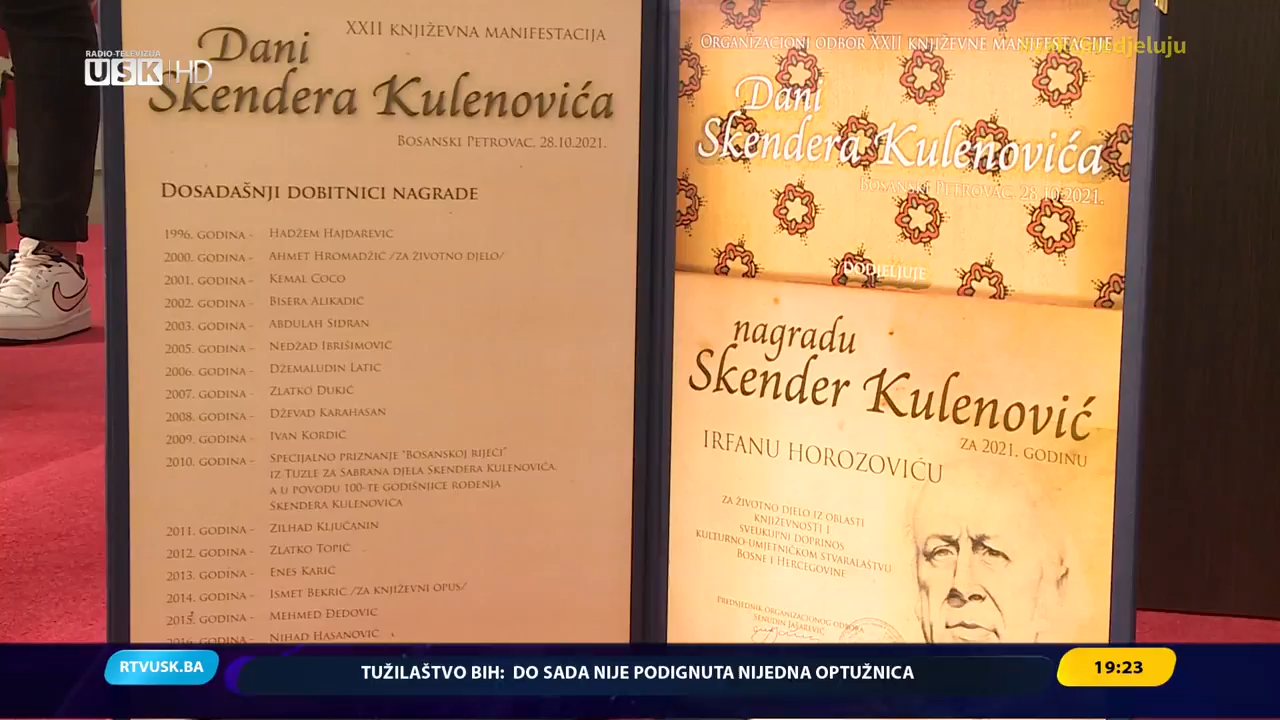 RADIO-TELEVIZIJA
USK HD
XXII KNJIŽEVNA MANIFESTACIJA
Dani
Skendera Kulenovića
BOSANSKI PETROVAC, 28.10.2021.
DOSADAŠNJI DOBITNICI NAGRADE
1996. GODINA - HADŽEM HAJDAREVIĆ
2000. GODINA - AHMET HROMADŽIĆ /ZA ŽIVOTNO DJELO/
2001. GODINA - KEMAL COCO
2002. GODINA - BISERA ALIKADIĆ
2003. GODINA - ABDULAH SIDRAN
2005. GODINA - NEDŽAD IBRIŠIMOVIĆ
2006. GODINA - DŽEMALUDIN LATIĆ
2007. GODINA - ZLATKO DUKIĆ
2008. GODINA - DŽEVAD KARAHASAN
2009. GODINA - IVAN KORDIĆ
2010. GODINA - SPECIJALNO PRIZNANJE "BOSANSKOJ RIJEČI"
IZ TUZLE ZA SABRANA DJELA SKENDERA KULENOVIĆA,
A U POVODU 100-TE GODIŠNJICE ROĐENJA
SKENDERA KULENOVIĆA
2011. GODINA - ZILHAD KLJUČANIN
2012. GODINA - ZLATKO TOPIĆ
2013. GODINA - ENES KARIĆ
2014. GODINA - ISMET BEKRIĆ /ZA KNJIŽEVNI OPUS/
2015. GODINA - MEHMED ĐEDOVIĆ
2016. GODINA - NIHAD HASANOVIĆ
ORGANIZACIONI ODBOR XXII KNJIŽEVNE MANIFESTACIJE
Dani
Skendera Kulenovića
BOSANSKI PETROVAC, 28.10.2021.
DODJELJUJE
nagradu
Skender Kulenović
ZA 2021. GODINU
IRFANU HOROZOVIĆU
ZA ŽIVOTNO DJELO IZ OBLASTI
KNJIŽEVNOSTI I
SVEUKUPNI DOPRINOS
KULTURNO-UMJETNIČKOM STVARALAŠTVU
BOSNE I HERCEGOVINE
PREDSJEDNIK ORGANIZACIONOG ODBORA
SENUDIN JAŠAREVIĆ
RTVUSK.BA
TUŽILAŠTVO BIH: DO SADA NIJE PODIGNUTA NIJEDNA OPTUŽNICA
19:23